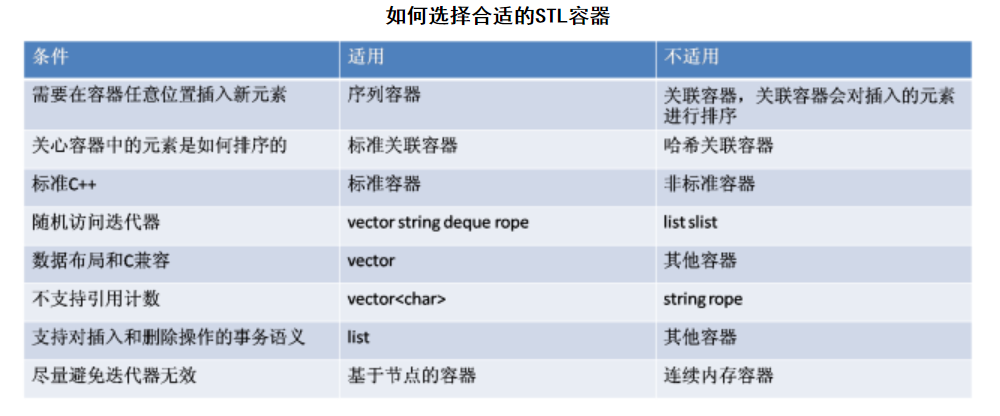 如何选择合适的STL容器
条件 适用 不适用
需要在容器任意位置插入新元素 序列容器 关联容器，关联容器会对插入的元素
进行排序
关心容器中的元素是如何排序的 标准关联容器 哈希关联容器
标准C++ 标准容器 非标准容器
随机访问迭代器 vector string deque rope list slist
数据布局和C兼容 vector 其他容器
不支持引用计数 vector<char> string rope
支持对插入和删除操作的事务语义 list 其他容器
尽量避免迭代器无效 基于节点的容器 连续内存容器